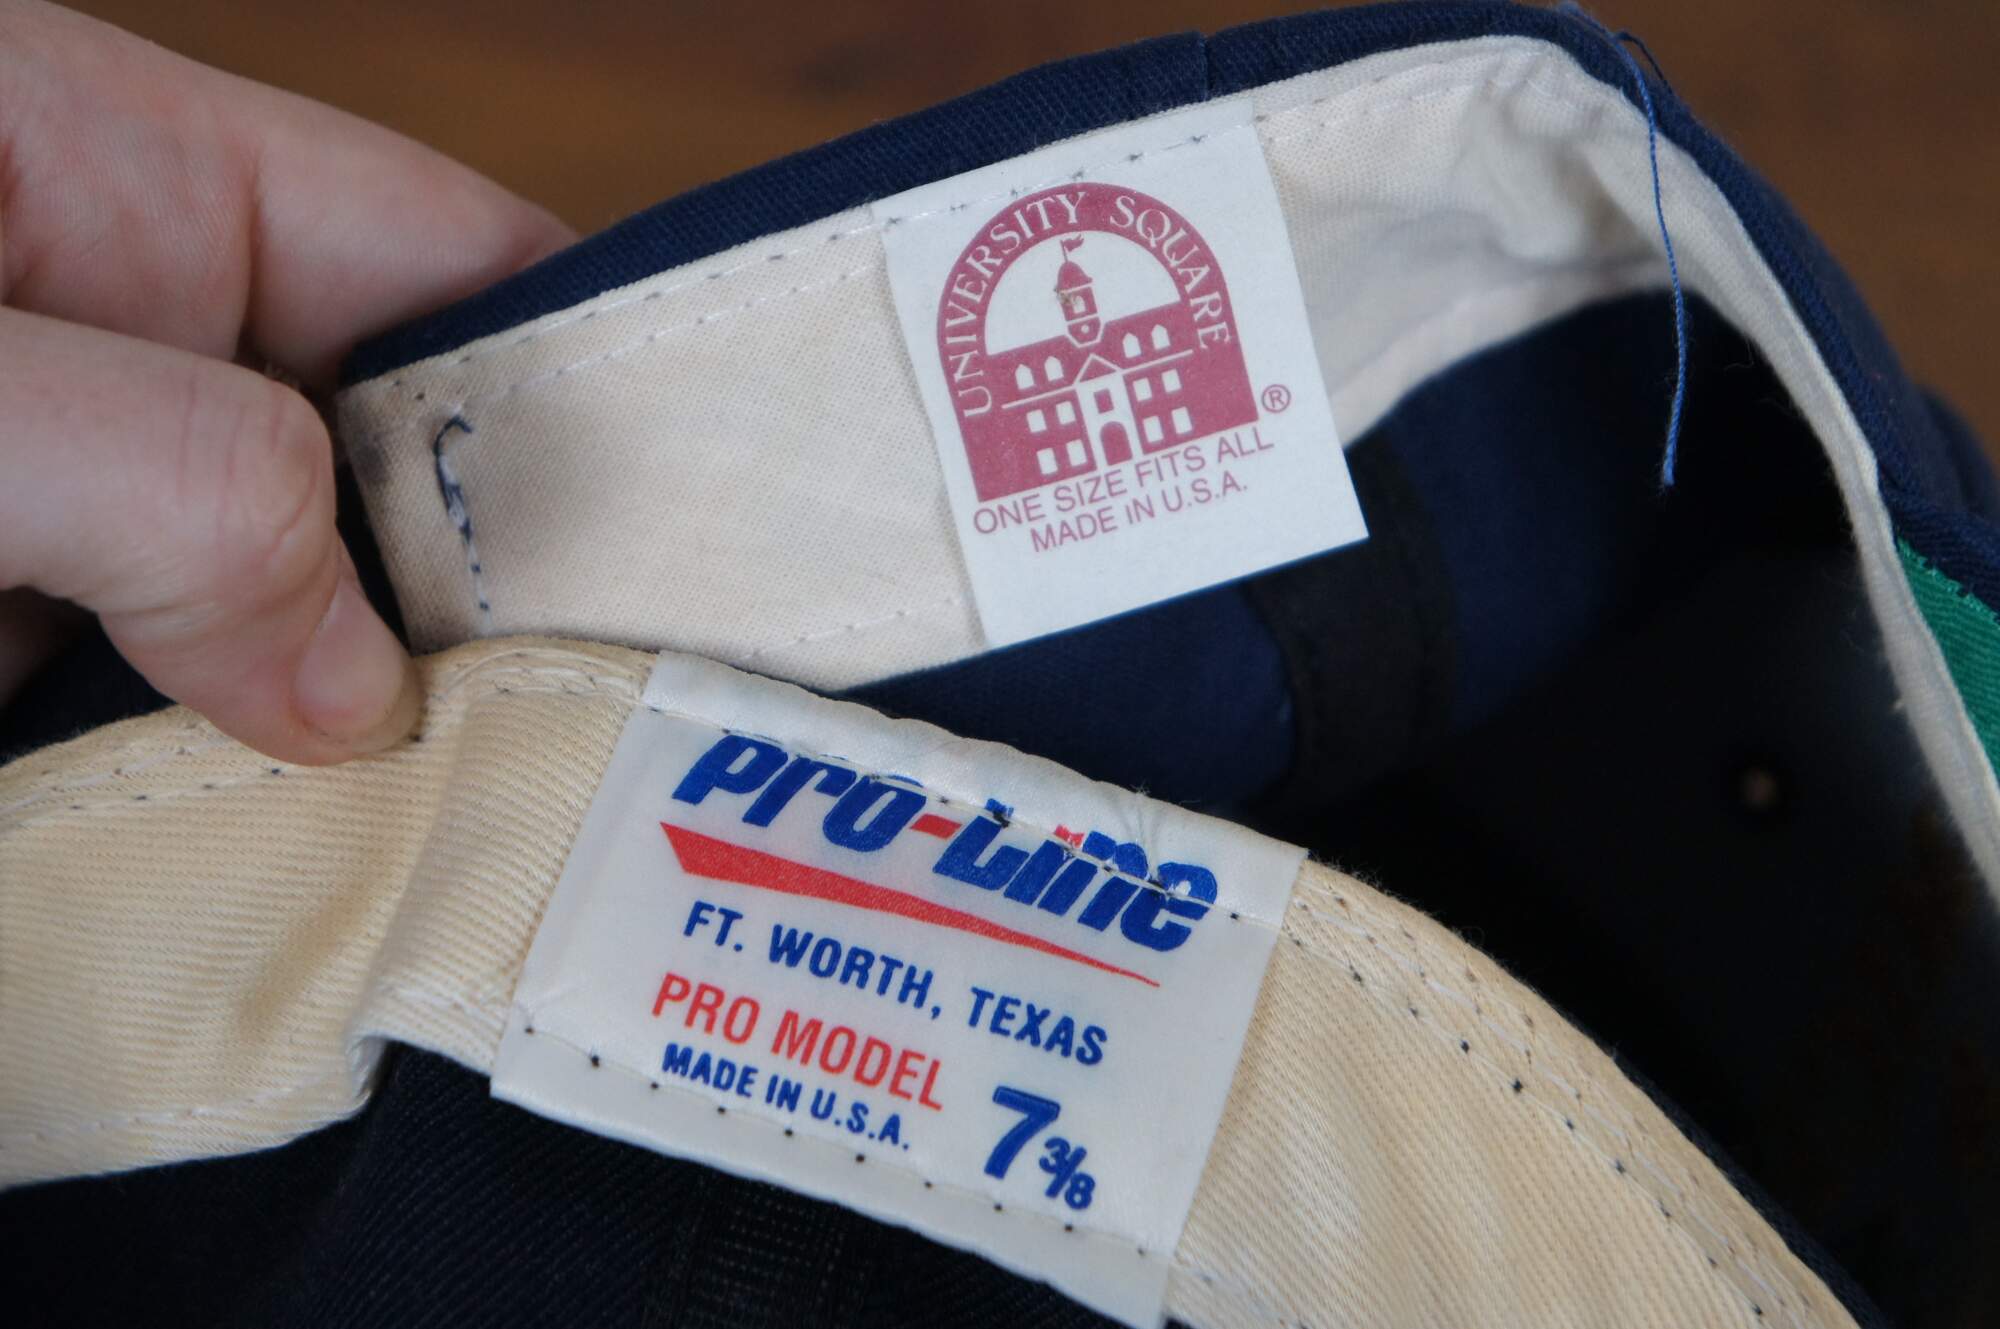 UNIVERSITY SQUARE
®
ONE SIZE FITS ALL
MADE IN U.S.A.
Pro-Line
FT. WORTH, TEXAS
PRO MODEL
MADE IN U.S.A.
7 3/8